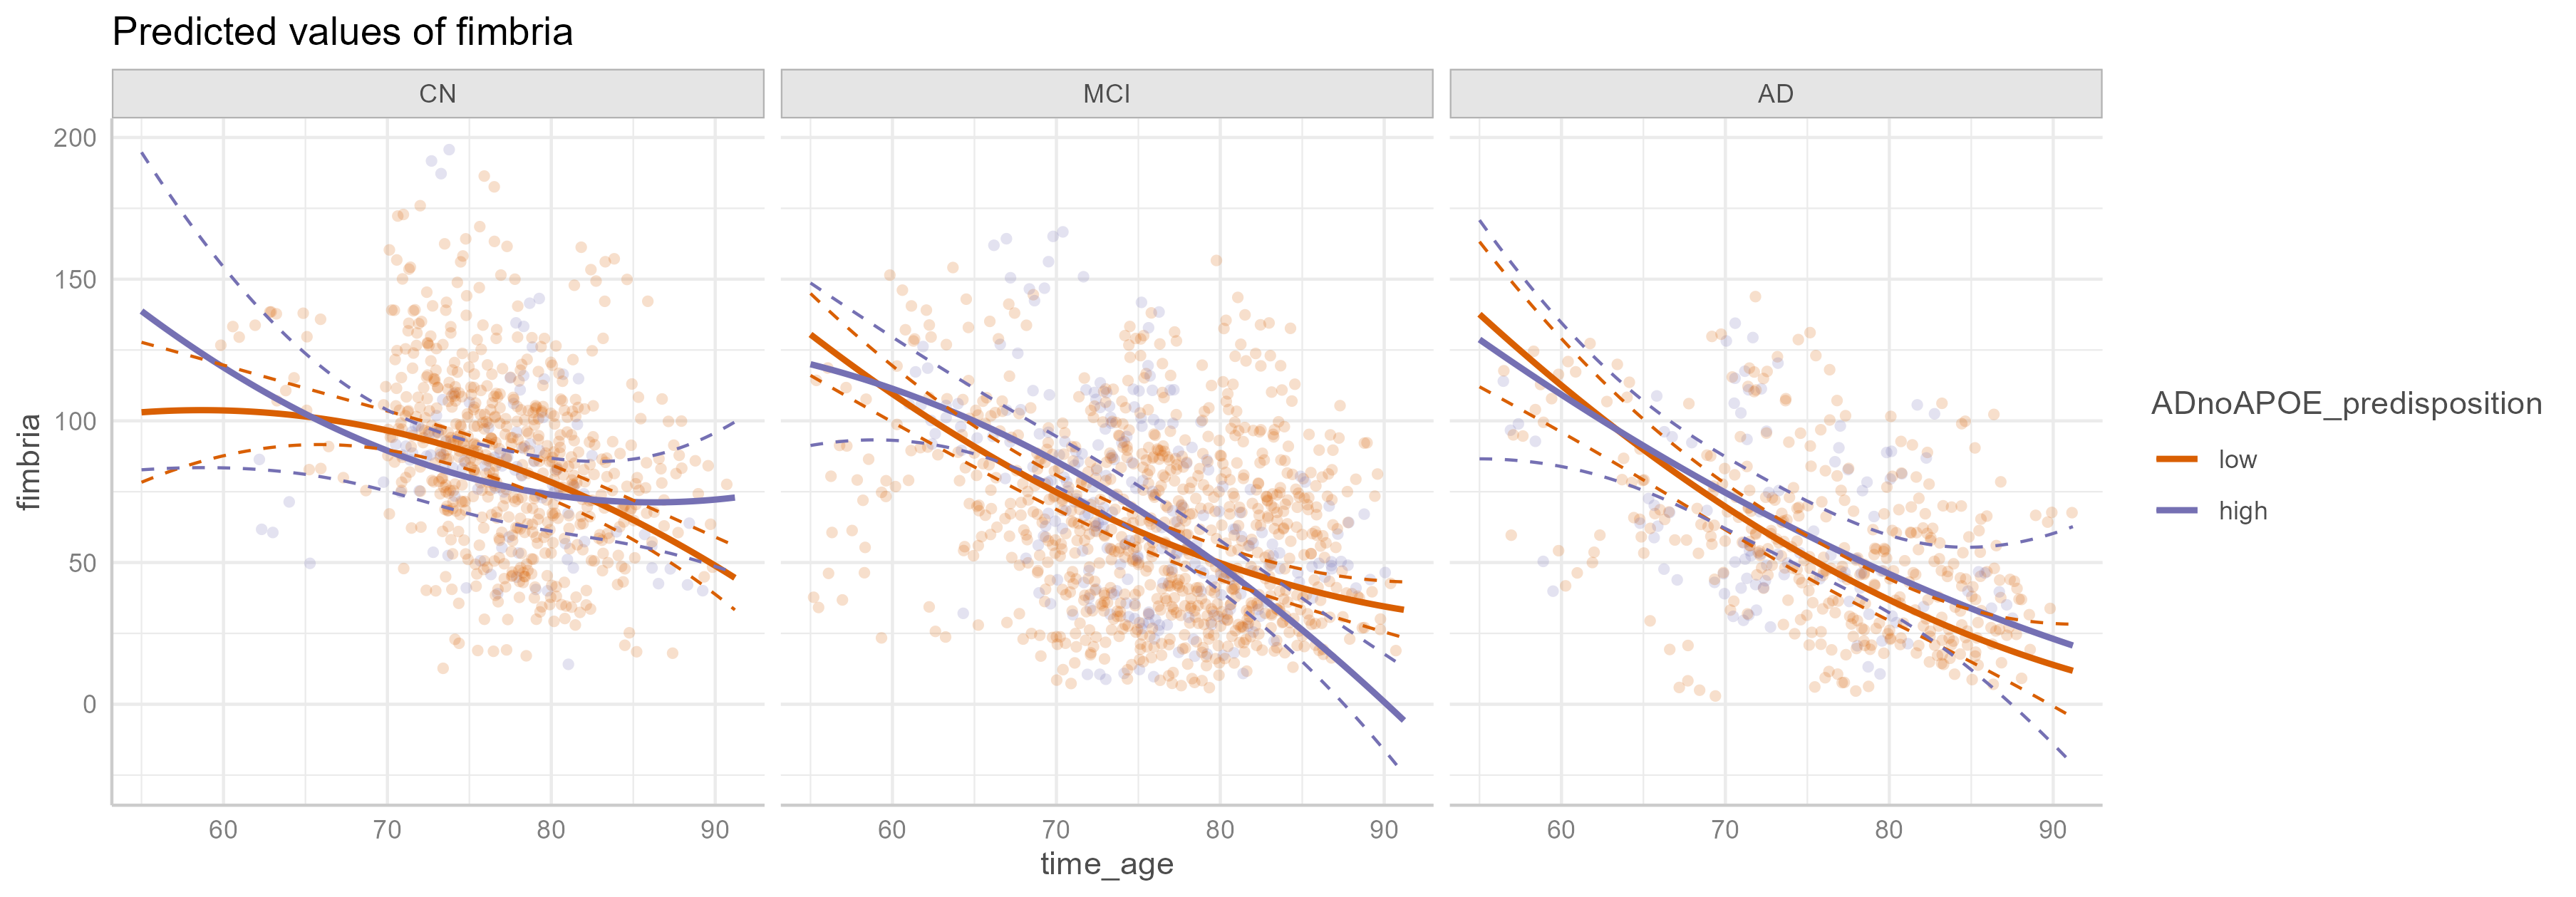 Predicted values of fimbria
CN MCI AD
200
150
100
50
0
fimbria
60 70 80 90 60 70 80 90 60 70 80 90
time_age
ADnoAPOE_predisposition
low
high